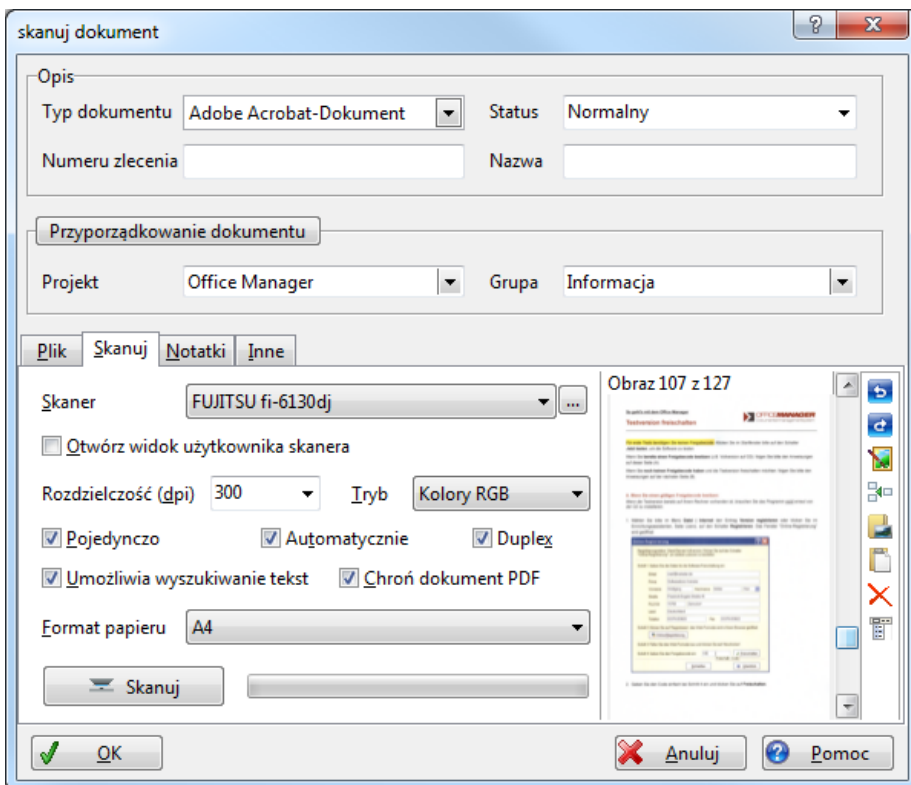 skanuj dokument
Opis
Typ dokumentu Adobe Acrobat-Dokument Status Normalny
Numeru zlecenia Nazwa
Przyporządkowanie dokumentu
Projekt Office Manager Grupa Informacja
Plik Skanuj Notatki Inne
Skaner FUJITSU fi-6130dj ...
Obraz 107 z 127
OFFICEMANAGER
Testversion freischalten
Otwórz widok użytkownika skanera
Rozdzielczość (dpi) 300 Tryb Kolory RGB
Pojedynczo Automatycznie Duplex
Umożliwia wyszukiwanie tekst Chroń dokument PDF
Format papieru A4
Skanuj
OK Anuluj Pomoc